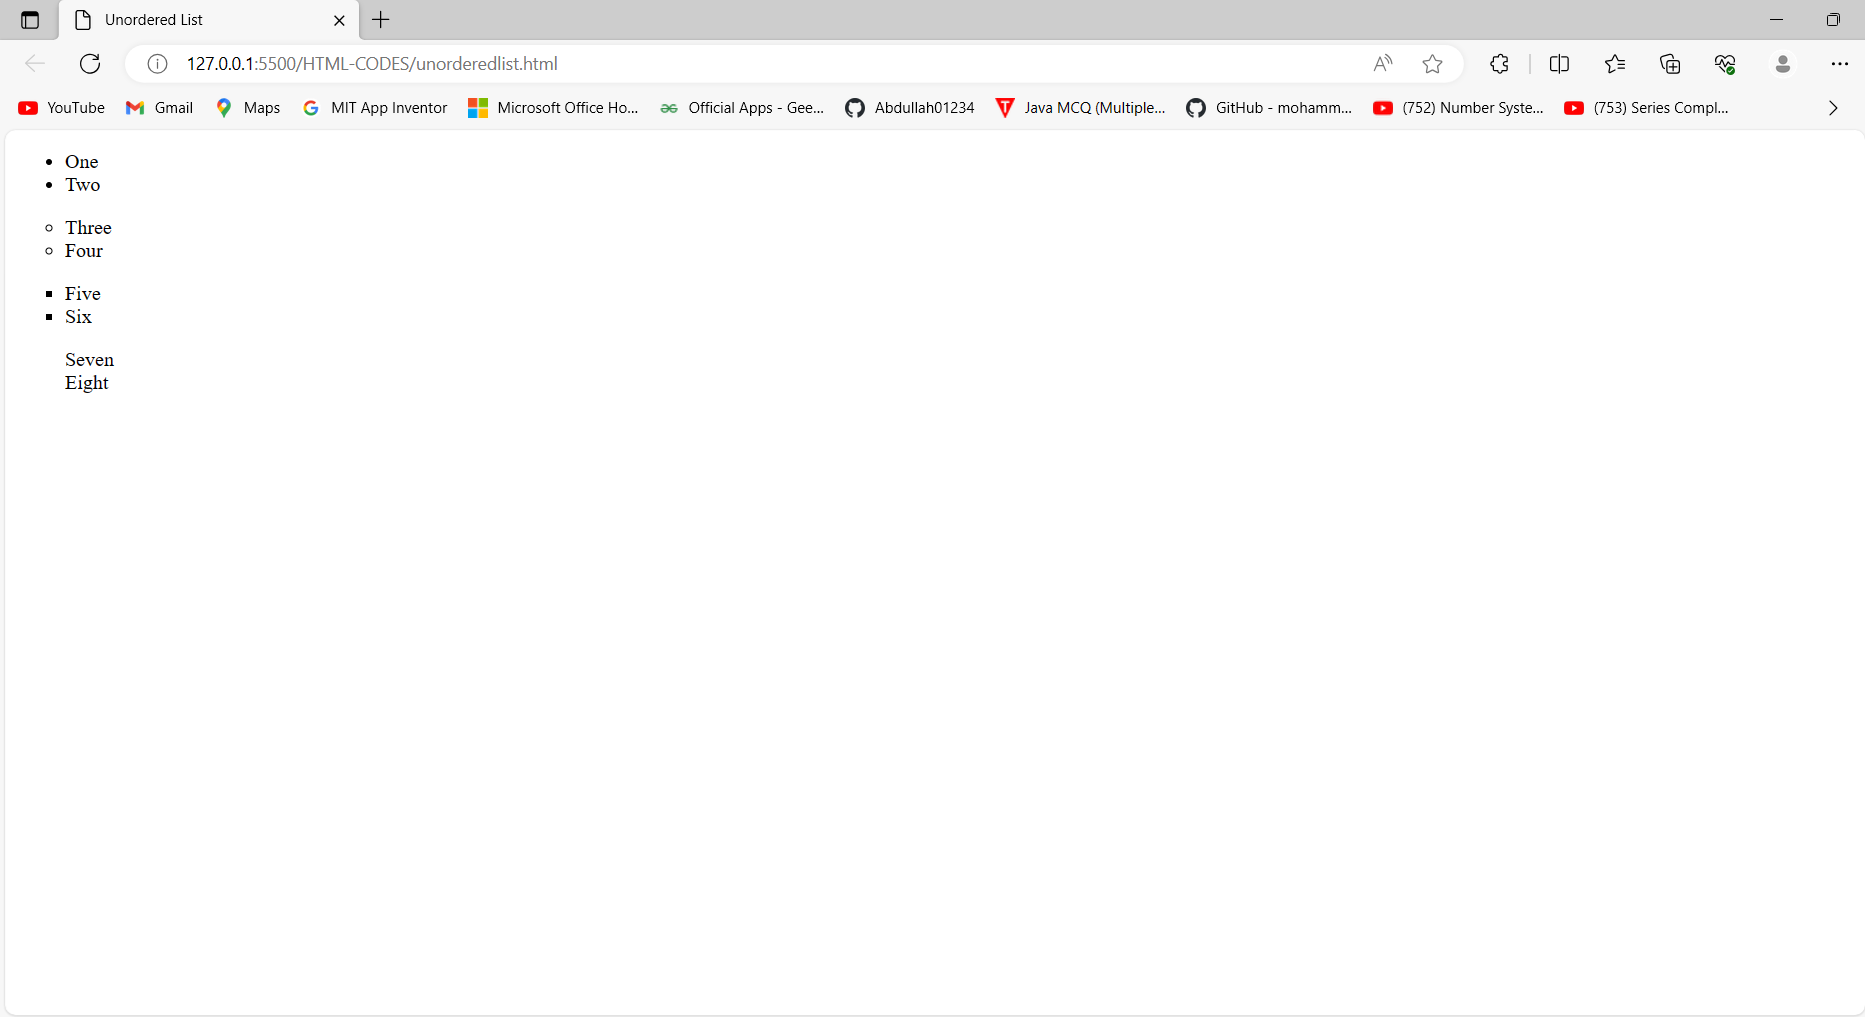 Unordered List
127.0.0.1:5500/HTML-CODES/unorderedlist.html
YouTube Gmail Maps MIT App Inventor Microsoft Office Ho... Official Apps - Gee... Abdullah01234 Java MCQ (Multiple... GitHub - mohamm... (752) Number Syste... (753) Series Compl...
One
Two
Three
Four
Five
Six
Seven
Eight